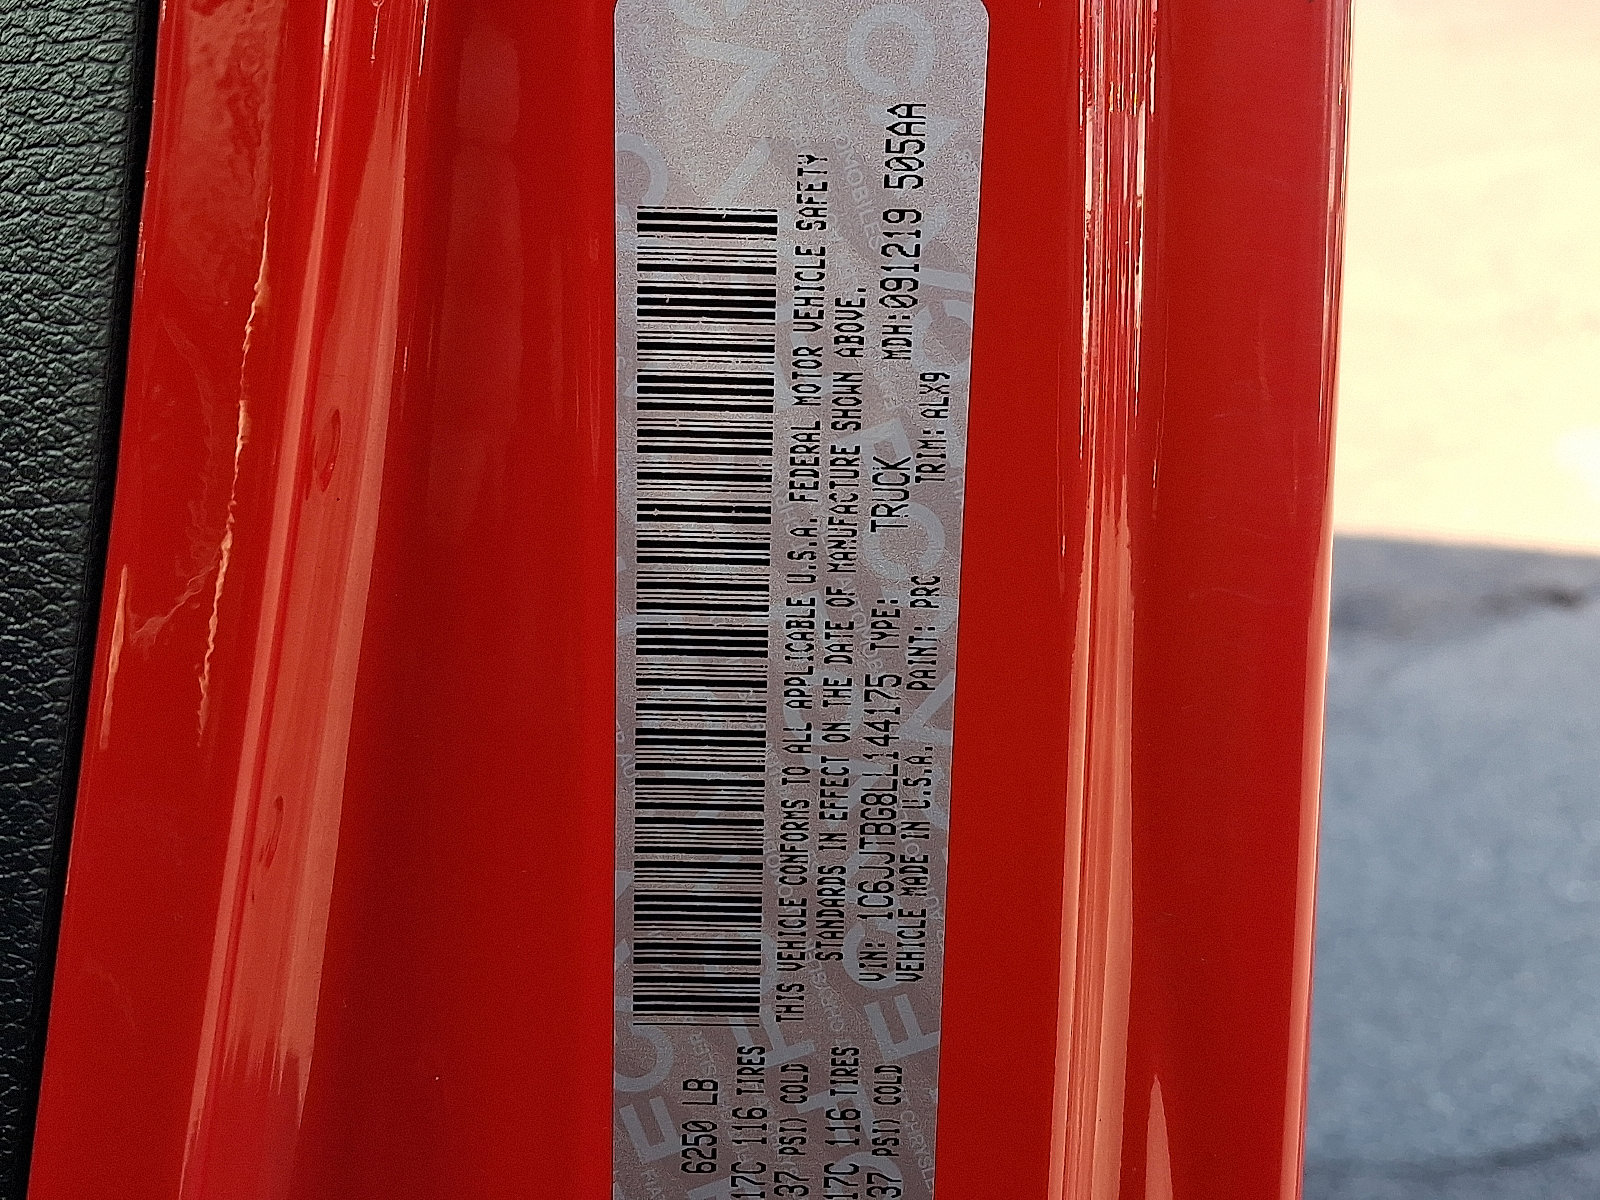 6250 LB
17C 116 TIRES
37 PSI) COLD
17C 116 TIRES
37 PSI) COLD
THIS VEHICLE CONFORMS TO ALL APPLICABLE U.S.A. FEDERAL MOTOR VEHICLE SAFETY
STANDARDS IN EFFECT ON THE DATE OF MANUFACTURE SHOWN ABOVE.
VIN: 1C6JJTBG8LL144175 TYPE: TRUCK MDH:091219 505AA
VEHICLE MADE IN U.S.A. PAINT: PRC TRIM:ALX9